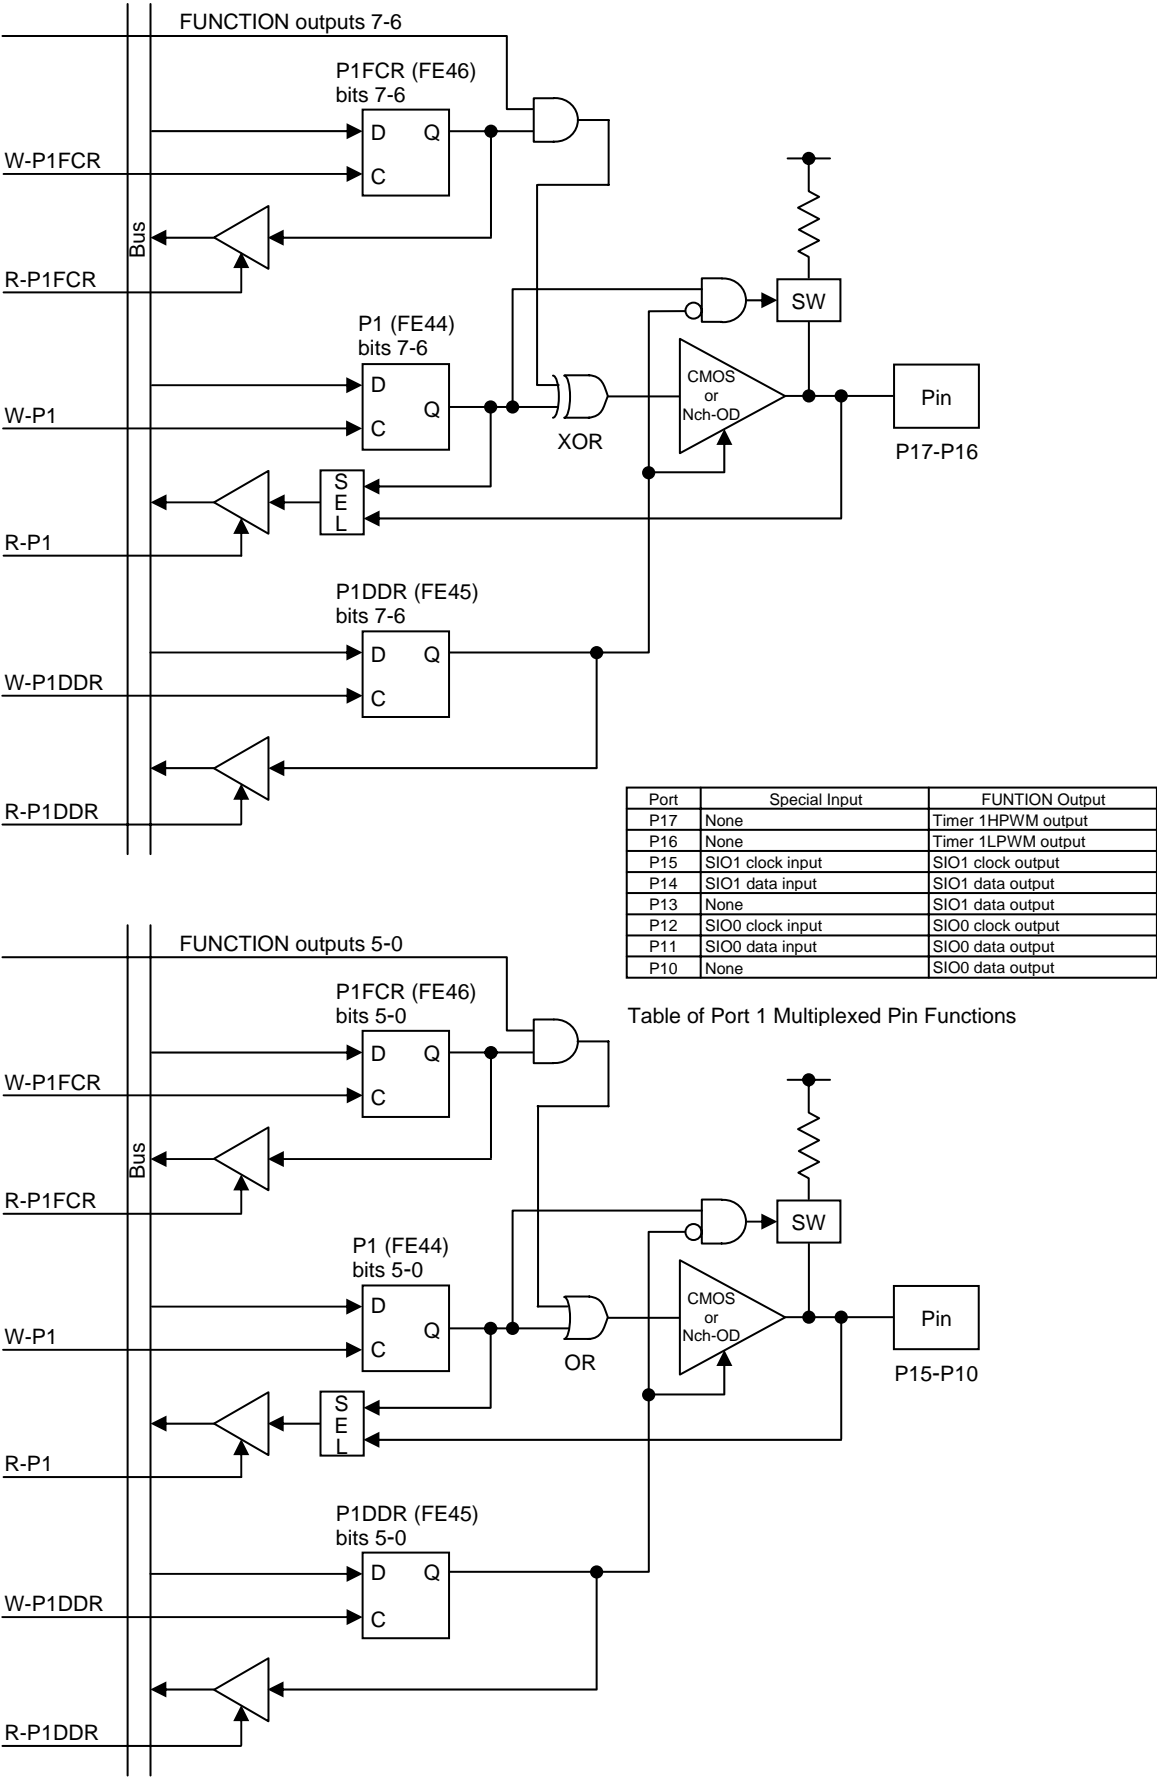 FUNCTION outputs 7-6
P1FCR (FE46)
bits 7-6
D Q
C
W-P1FCR
Bus
R-P1FCR
SW
P1 (FE44)
bits 7-6
D
Q
C
W-P1
XOR
CMOS
or
Nch-OD
Pin
P17-P16
S
E
L
R-P1
P1DDR (FE45)
bits 7-6
D Q
C
W-P1DDR
R-P1DDR
Port Special Input FUNTION Output
P17 None Timer 1HPWM output
P16 None Timer 1LPWM output
P15 SIO1 clock input SIO1 clock output
P14 SIO1 data input SIO1 data output
P13 None SIO1 data output
P12 SIO0 clock input SIO0 clock output
P11 SIO0 data input SIO0 data output
P10 None SIO0 data output
Table of Port 1 Multiplexed Pin Functions
FUNCTION outputs 5-0
P1FCR (FE46)
bits 5-0
D Q
C
W-P1FCR
Bus
R-P1FCR
SW
P1 (FE44)
bits 5-0
D
Q
C
W-P1
OR
CMOS
or
Nch-OD
Pin
P15-P10
S
E
L
R-P1
P1DDR (FE45)
bits 5-0
D Q
C
W-P1DDR
R-P1DDR